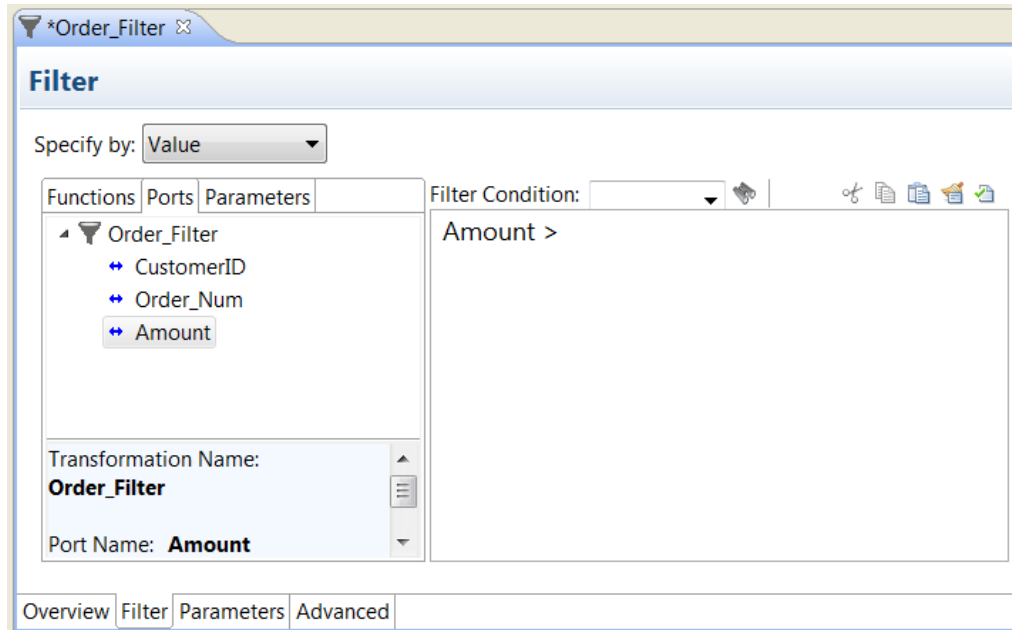 *Order_Filter
Filter
Specify by: Value
Functions Ports Parameters
Filter Condition:
Order_Filter
CustomerID
Order_Num
Amount
Amount >
Transformation Name:
Order_Filter
Port Name: Amount
Overview Filter Parameters Advanced